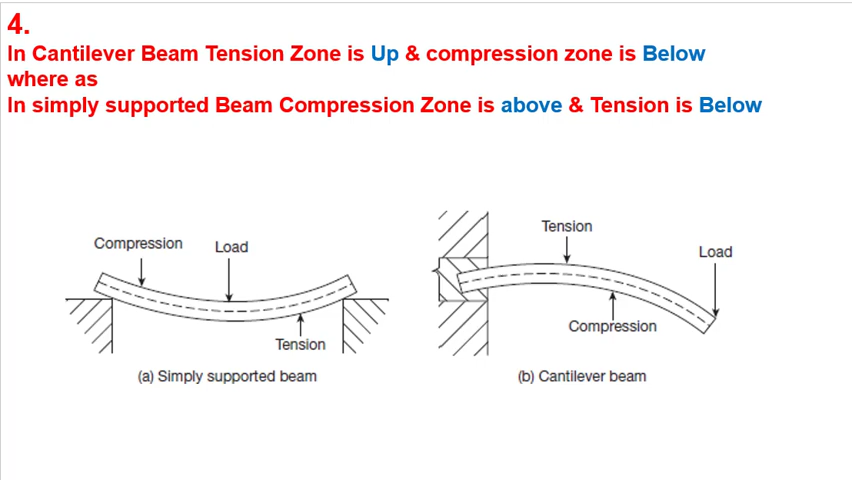 4.
In Cantilever Beam Tension Zone is Up & compression zone is Below
where as
In simply supported Beam Compression Zone is above & Tension is Below
Compression
Load
Tension
(a) Simply supported beam
Tension
Load
Compression
(b) Cantilever beam